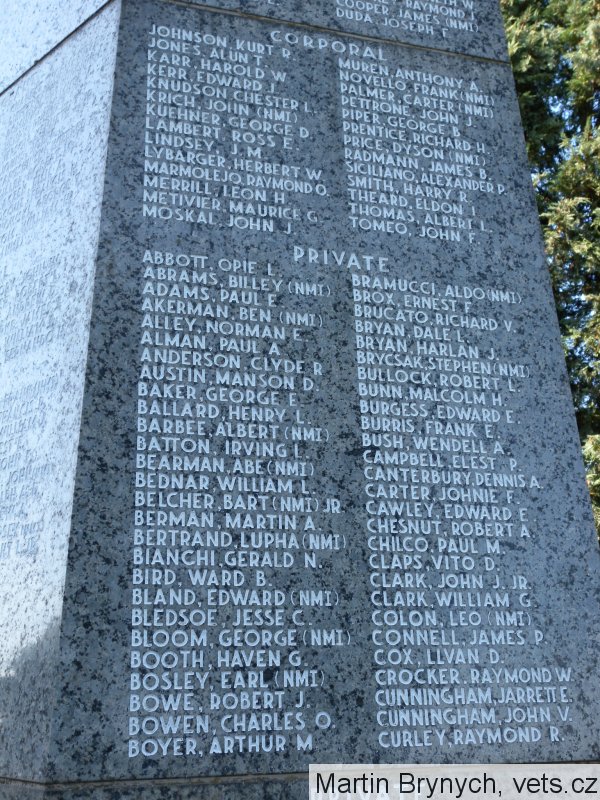 COOPER, JAMES (NMI)
DUDA, JOSEPH E.
CORPORAL
JOHNSON, KURT R.
JONES, ALUN T.
KARR, HAROLD W.
KERR, EDWARD J.
KNUDSON, CHESTER L.
KRICH, JOHN (NMI)
KUEHNER, GEORGE D.
LAMBERT, ROSS E.
LINDSEY, J. M.
LYBARGER, HERBERT W.
MARMOLEJO, RAYMOND O.
MERRILL, LEON H.
METIVIER, MAURICE G.
MOSKAL, JOHN J.
MUREN, ANTHONY A.
NOVELLO, FRANK (NMI)
PALMER, CARTER (NMI)
PETTRONE, JOHN J.
PIPER, GEORGE B.
PRENTICE, RICHARD H.
PRICE, DYSON (NMI)
RADMANN, JAMES B.
SICILIANO, ALEXANDER P.
SMITH, HARRY R.
THEARD, ELDON I.
THOMAS, ALBERT L.
TOMEO, JOHN F.
PRIVATE
ABBOTT, OPIE L.
ABRAMS, BILLEY (NMI)
ADAMS, PAUL E.
AKERMAN, BEN (NMI)
ALLEY, NORMAN E.
ALMAN, PAUL A.
ANDERSON, CLYDE R.
AUSTIN, MANSON D.
BAKER, GEORGE E.
BALLARD, HENRY L.
BARBEE, ALBERT (NMI)
BATTON, IRVING L.
BEARMAN, ABE (NMI)
BEDNAR, WILLIAM L.
BELCHER, BART (NMI) JR.
BERMAN, MARTIN A.
BERTRAND, LUPHA (NMI)
BIANCHI, GERALD N.
BIRD, WARD B.
BLAND, EDWARD (NMI)
BLEDSOE, JESSE C.
BLOOM, GEORGE (NMI)
BOOTH, HAVEN G.
BOSLEY, EARL (NMI)
BOWE, ROBERT J.
BOWEN, CHARLES O.
BOYER, ARTHUR M.
BRAMUCCI, ALDO (NMI)
BROX, ERNEST F.
BRUCATO, RICHARD V.
BRYAN, DALE L.
BRYAN, HARLAN J.
BRYCSAK, STEPHEN (NMI)
BULLOCK, ROBERT L.
BUNN, MALCOLM H.
BURGESS, EDWARD E.
BURRIS, FRANK E.
BUSH, WENDELL A.
CAMPBELL, ELEST P.
CANTERBURY, DENNIS A.
CARTER, JOHNIE F.
CAWLEY, EDWARD E.
CHESNUT, ROBERT A.
CHILCO, PAUL M.
CLAPS, VITO D.
CLARK, JOHN J. JR.
CLARK, WILLIAM G.
COLON, LEO (NMI)
CONNELL, JAMES P.
COX, LLVAN D.
CROCKER, RAYMOND W.
CUNNINGHAM, JARRETT E.
CUNNINGHAM, JOHN V.
CURLEY, RAYMOND R.
Martin Brynych, vets.cz